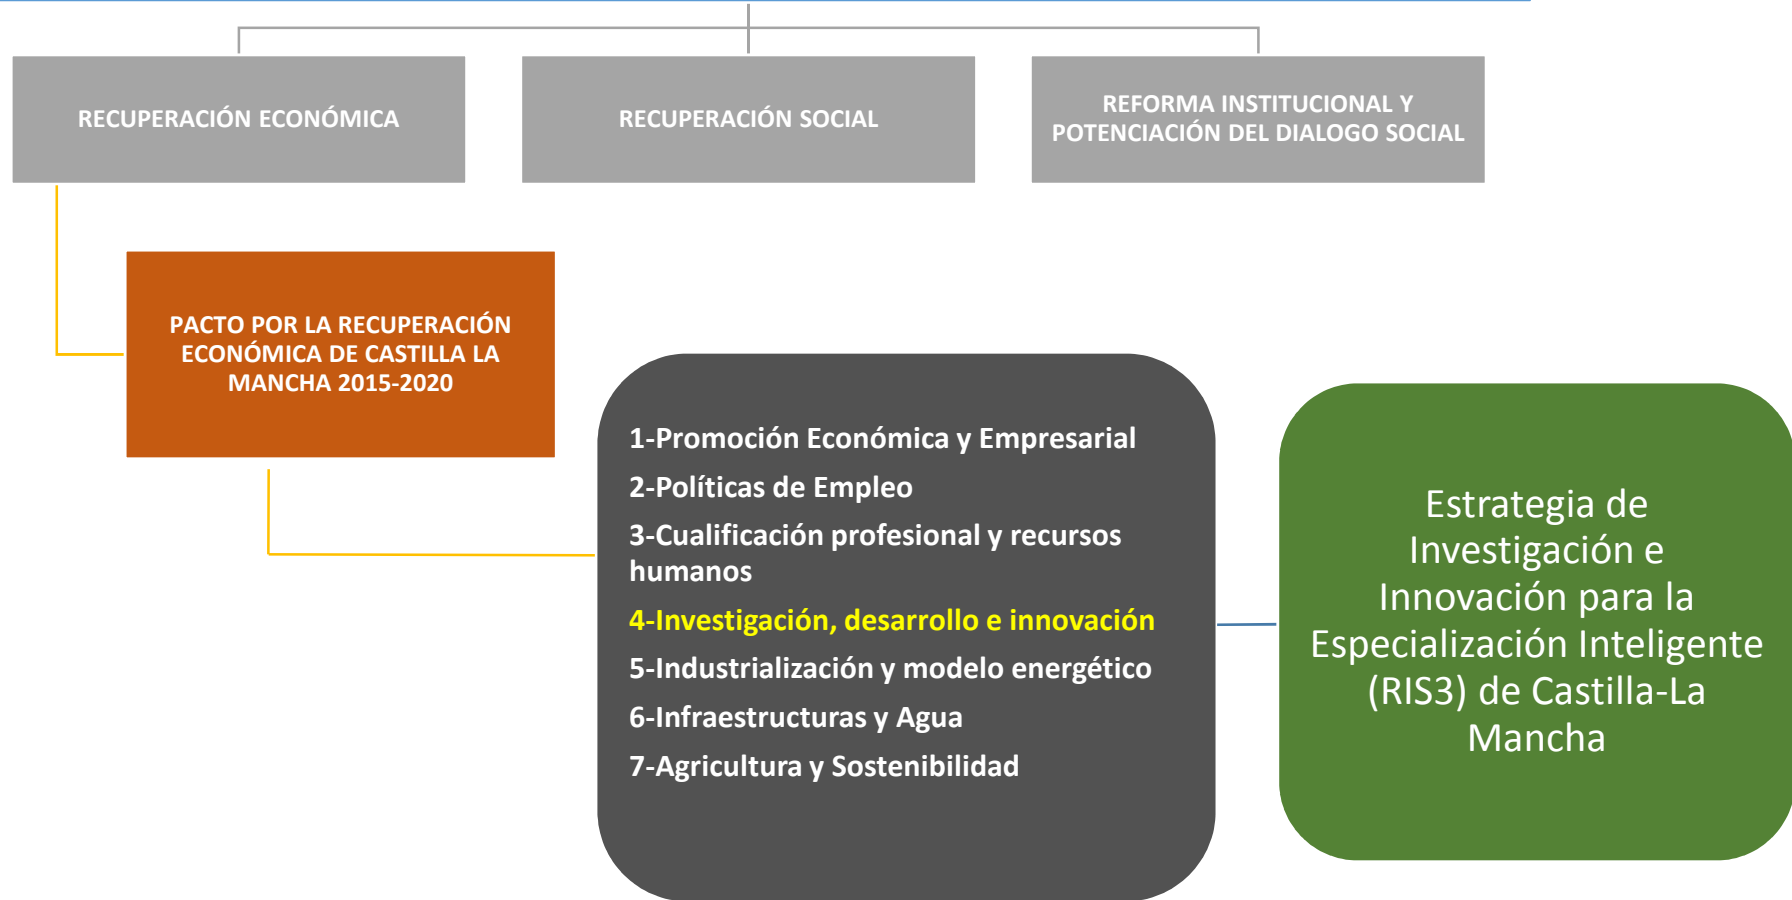 RECUPERACIÓN ECONÓMICA
RECUPERACIÓN SOCIAL
REFORMA INSTITUCIONAL Y
POTENCIACIÓN DEL DIALOGO SOCIAL
PACTO POR LA RECUPERACIÓN
ECONÓMICA DE CASTILLA LA
MANCHA 2015-2020
1-Promoción Económica y Empresarial
2-Políticas de Empleo
3-Cualificación profesional y recursos
humanos
4-Investigación, desarrollo e innovación
5-Industrialización y modelo energético
6-Infraestructuras y Agua
7-Agricultura y Sostenibilidad
Estrategia de
Investigación e
Innovación para la
Especialización Inteligente
(RIS3) de Castilla-La
Mancha